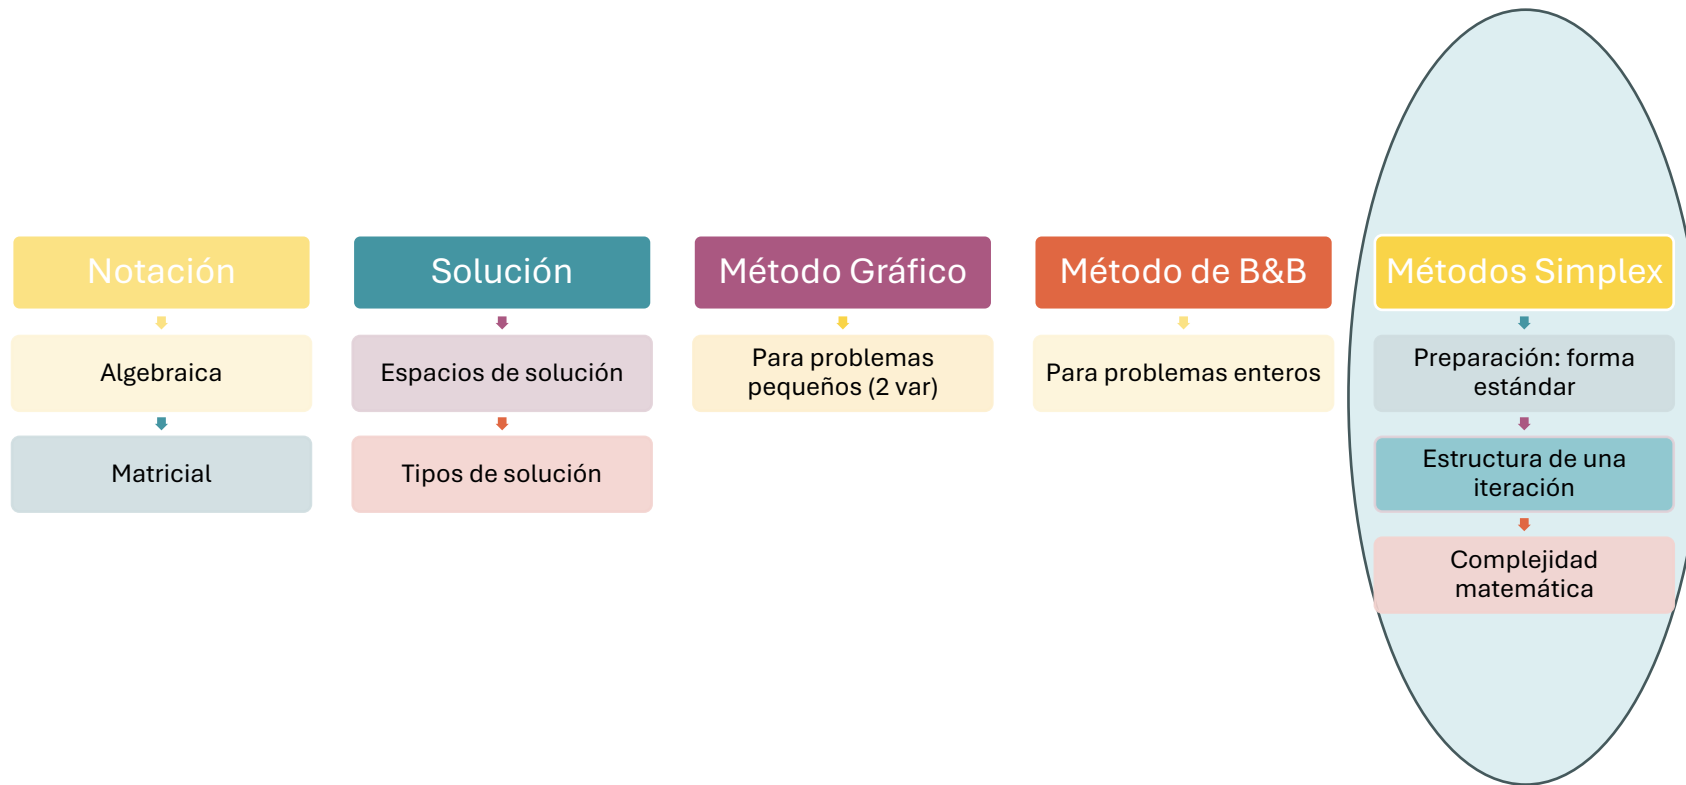 Notación
Algebraica
Matricial
Solución
Espacios de solución
Tipos de solución
Método Gráfico
Para problemas
pequeños (2 var)
Método de B&B
Para problemas enteros
Métodos Simplex
Preparación: forma
estándar
Estructura de una
iteración
Complejidad
matemática